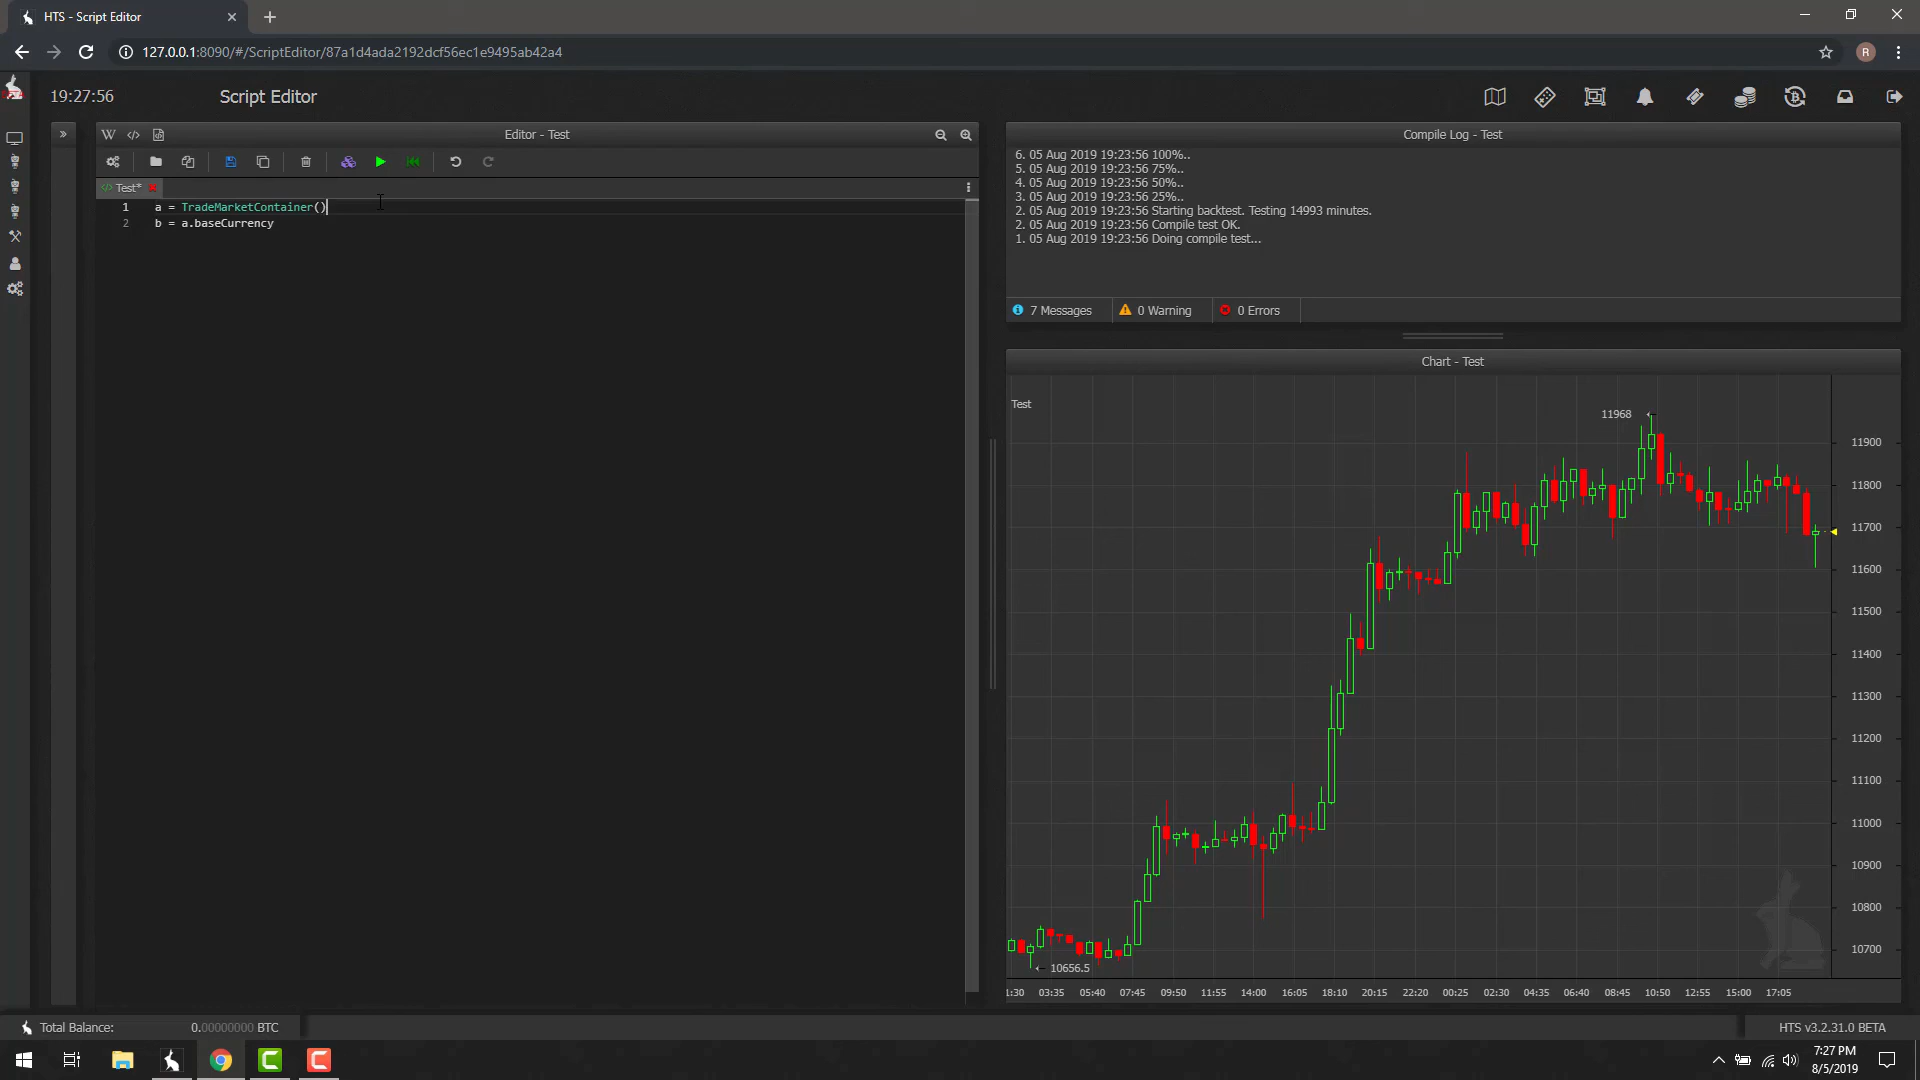 HTS - Script Editor
127.0.0.1:8090/#/ScriptEditor/87a1d4ada2192dcf56ec1e9495ab42a4
R
19:27:56
Script Editor
W
Editor - Test
Test*
1 a = TradeMarketContainer()
2 b = a.baseCurrency
Compile Log - Test
6. 05 Aug 2019 19:23:56 100%..
5. 05 Aug 2019 19:23:56 75%..
4. 05 Aug 2019 19:23:56 50%..
3. 05 Aug 2019 19:23:56 25%..
2. 05 Aug 2019 19:23:56 Starting backtest. Testing 14993 minutes.
2. 05 Aug 2019 19:23:56 Compile test OK.
1. 05 Aug 2019 19:23:56 Doing compile test...
7 Messages
0 Warning
0 Errors
Chart - Test
Test
11968
10656.5
11900
11800
11700
11600
11500
11400
11300
11200
11100
11000
10900
10800
10700
1:30 03:35 05:40 07:45 09:50 11:55 14:00 16:05 18:10 20:15 22:20 00:25 02:30 04:35 06:40 08:45 10:50 12:55 15:00 17:05
Total Balance: 0.00000000 BTC
HTS v3.2.31.0 BETA
7:27 PM
8/5/2019